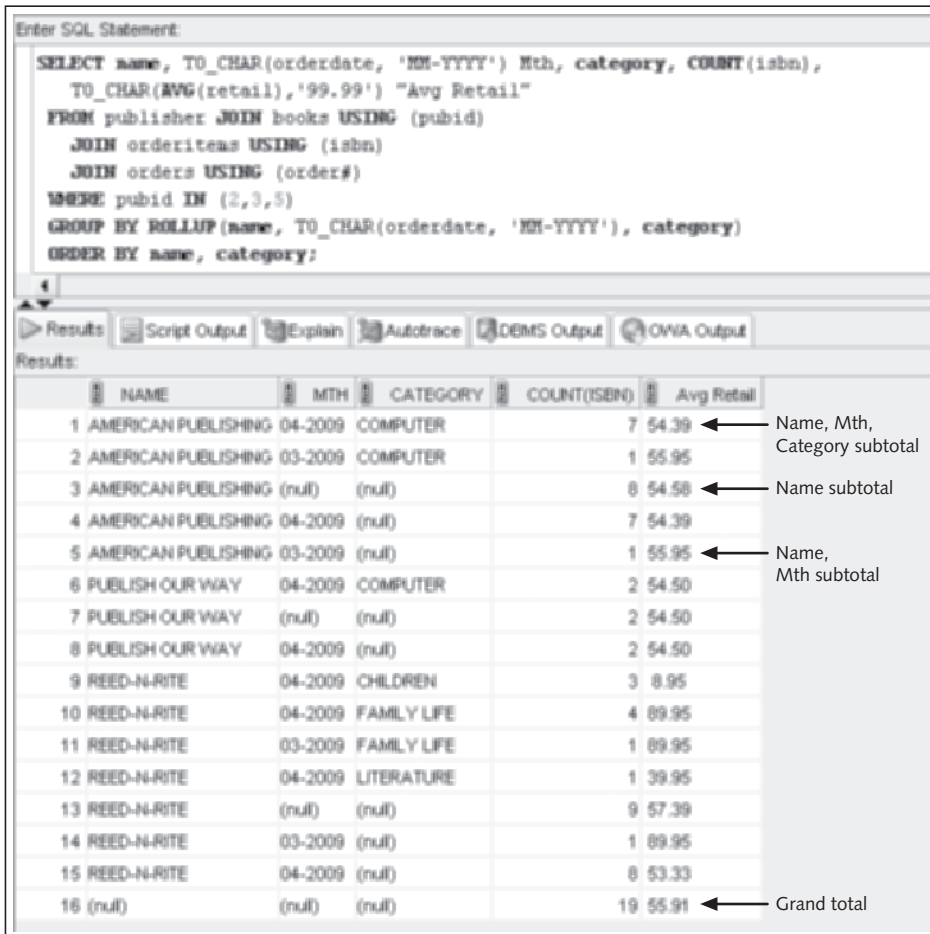 Enter SQL Statement:
SELECT name, TO_CHAR(orderdate, 'MM-YYYY') Mth, category, COUNT(isbn),
TO_CHAR(AVG(retail),'99.99') "Avg Retail"
FROM publisher JOIN books USING (pubid)
JOIN orderitems USING (isbn)
JOIN orders USING (order#)
WHERE pubid IN (2,3,5)
GROUP BY ROLLUP(name, TO_CHAR(orderdate, 'MM-YYYY'), category)
ORDER BY name, category;
Results Script Output Explain Autotrace DBMS Output OWA Output
Results:
NAME MTH CATEGORY COUNT(ISBN) Avg Retail
1 AMERICAN PUBLISHING 04-2009 COMPUTER 7 54.39 Name, Mth,
Category subtotal
2 AMERICAN PUBLISHING 03-2009 COMPUTER 1 55.95
3 AMERICAN PUBLISHING (null) (null) 8 54.58 Name subtotal
4 AMERICAN PUBLISHING 04-2009 (null) 7 54.39
5 AMERICAN PUBLISHING 03-2009 (null) 1 55.95 Name,
Mth subtotal
6 PUBLISH OUR WAY 04-2009 COMPUTER 2 54.50
7 PUBLISH OUR WAY (null) (null) 2 54.50
8 PUBLISH OUR WAY 04-2009 (null) 2 54.50
9 REED-N-RITE 04-2009 CHILDREN 3 8.95
10 REED-N-RITE 04-2009 FAMILY LIFE 4 89.95
11 REED-N-RITE 03-2009 FAMILY LIFE 1 89.95
12 REED-N-RITE 04-2009 LITERATURE 1 39.95
13 REED-N-RITE (null) (null) 9 57.39
14 REED-N-RITE 03-2009 (null) 1 89.95
15 REED-N-RITE 04-2009 (null) 8 53.33
16 (null) (null) (null) 19 55.91 Grand total